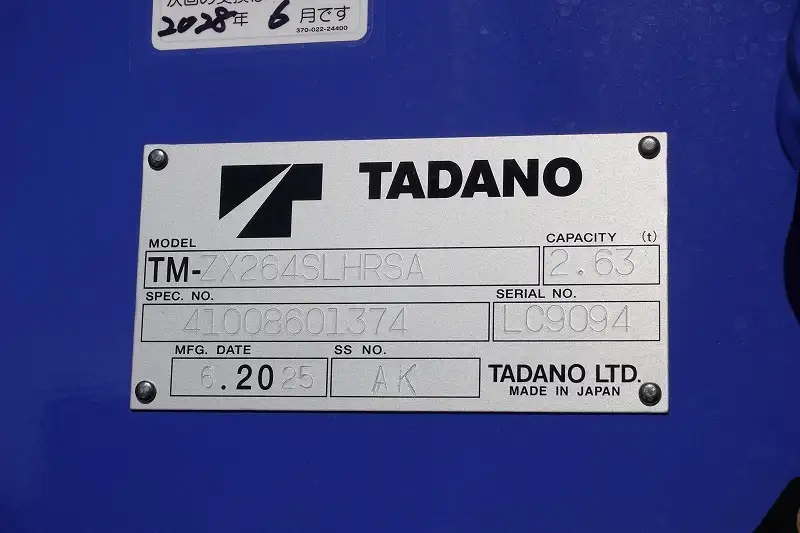 2028年 6月です
370-022-24400
TADANO
MODEL
TM-ZX264SLHRSA
CAPACITY (t)
2.63
SPEC. NO.
41008601374
SERIAL NO.
LC9094
MFG. DATE
6.2025
SS NO.
AK
TADANO LTD.
MADE IN JAPAN